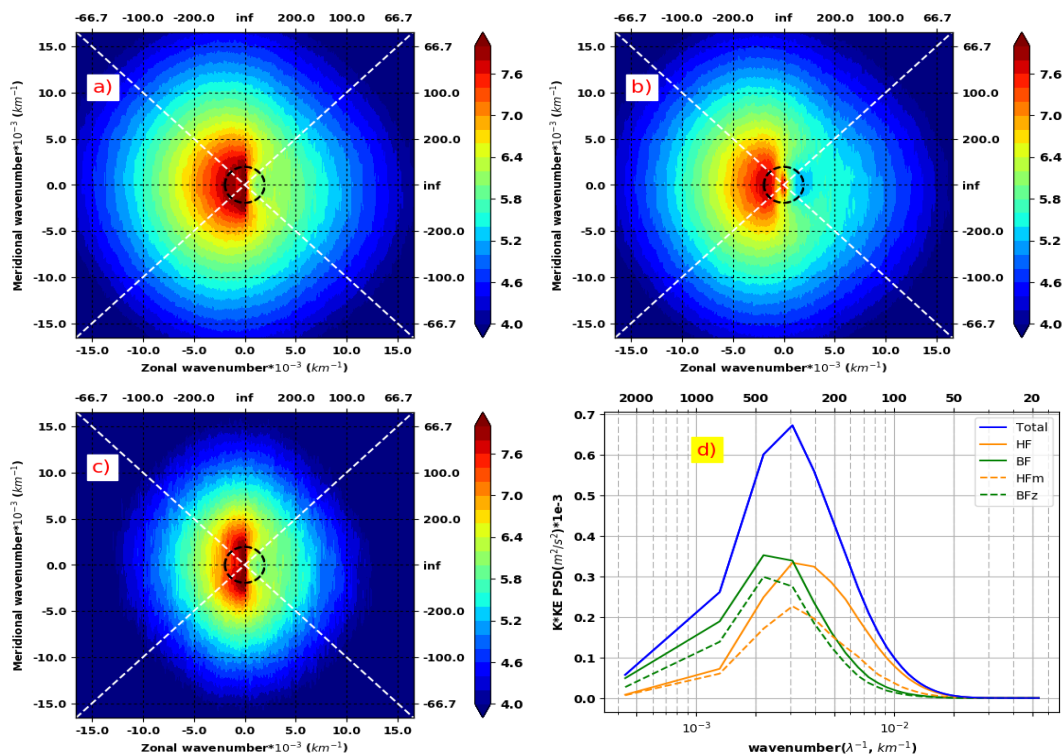 -66.7 -100.0 -200.0 inf 200.0 100.0 66.7
15.0 10.0 5.0 0.0 -5.0 -10.0 -15.0
Meridional wavenumber*10⁻³ (km⁻¹)
a)
66.7 100.0 200.0 inf -200.0 -100.0 -66.7
7.6 7.0 6.4 5.8 5.2 4.6 4.0
-15.0 -10.0 -5.0 0.0 5.0 10.0 15.0
Zonal wavenumber*10⁻³ (km⁻¹)
-66.7 -100.0 -200.0 inf 200.0 100.0 66.7
15.0 10.0 5.0 0.0 -5.0 -10.0 -15.0
Meridional wavenumber*10⁻³ (km⁻¹)
b)
66.7 100.0 200.0 inf -200.0 -100.0 -66.7
7.6 7.0 6.4 5.8 5.2 4.6 4.0
-15.0 -10.0 -5.0 0.0 5.0 10.0 15.0
Zonal wavenumber*10⁻³ (km⁻¹)
-66.7 -100.0 -200.0 inf 200.0 100.0 66.7
15.0 10.0 5.0 0.0 -5.0 -10.0 -15.0
Meridional wavenumber*10⁻³ (km⁻¹)
c)
66.7 100.0 200.0 inf -200.0 -100.0 -66.7
7.6 7.0 6.4 5.8 5.2 4.6 4.0
-15.0 -10.0 -5.0 0.0 5.0 10.0 15.0
Zonal wavenumber*10⁻³ (km⁻¹)
2000 1000 500 200 100 50 20
0.7 0.6 0.5 0.4 0.3 0.2 0.1 0.0
K*KE PSD(m²/s²)*1e-3
d)
Total
HF
BF
HFm
BFz
10⁻³ 10⁻²
wavenumber(λ⁻¹, km⁻¹)